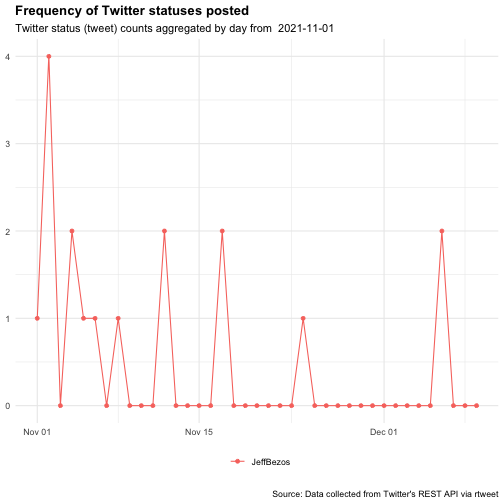 Frequency of Twitter statuses posted
Twitter status (tweet) counts aggregated by day from  2021-11-01
4
3
2
1
0
Nov 01 Nov 15 Dec 01
JeffBezos
Source: Data collected from Twitter's REST API via rtweet